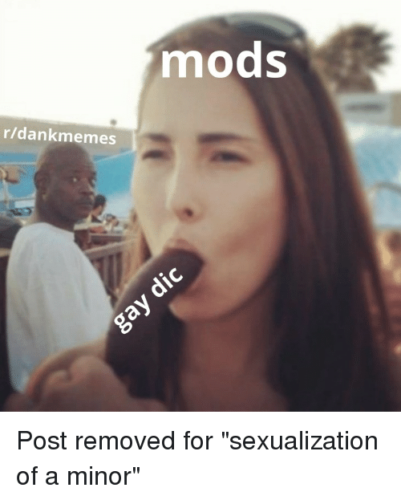 mods
r/dankmemes
gay dic
Post removed for "sexualization
of a minor"